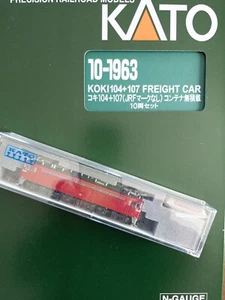 PRECISION RAILROAD MODELS
KATO
10-1963
KOKI104+107 FREIGHT CAR
コキ104+107(JRFマークなし)コンテナ無積載
10両セット
KATO
N-GAUGE